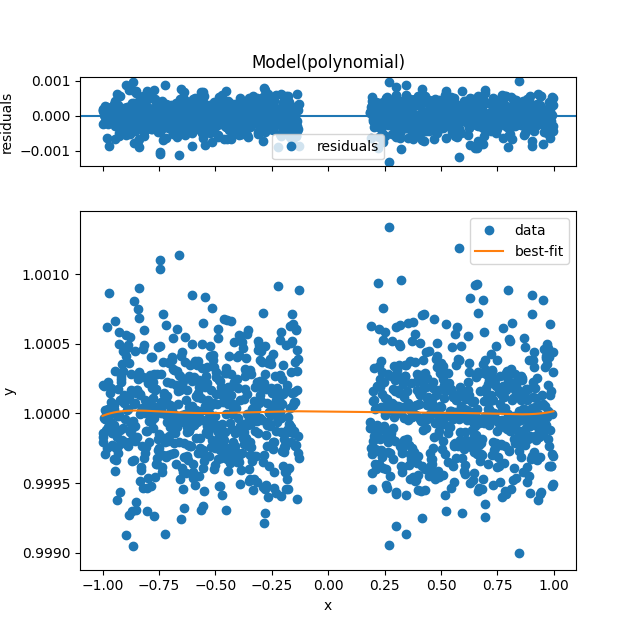 Model(polynomial)
0.001
0.000
−0.001
residuals
residuals
data
best-fit
1.0010
1.0005
1.0000
0.9995
0.9990
y
−1.00 −0.75 −0.50 −0.25 0.00 0.25 0.50 0.75 1.00
x